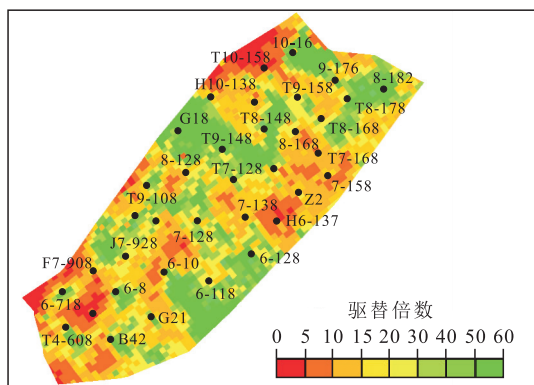 10-16
T10-158
9-176
8-182
H10-138
T9-158
T8-178
G18
T8-148
T8-168
T9-148
8-168
8-128
T7-128
T7-168
7-158
T9-108
Z2
7-138
H6-137
J7-928
7-128
6-128
F7-908
6-10
6-718
6-8
6-118
T4-608
G21
B42
驱替倍数
0 5 10 15 20 30 40 50 60